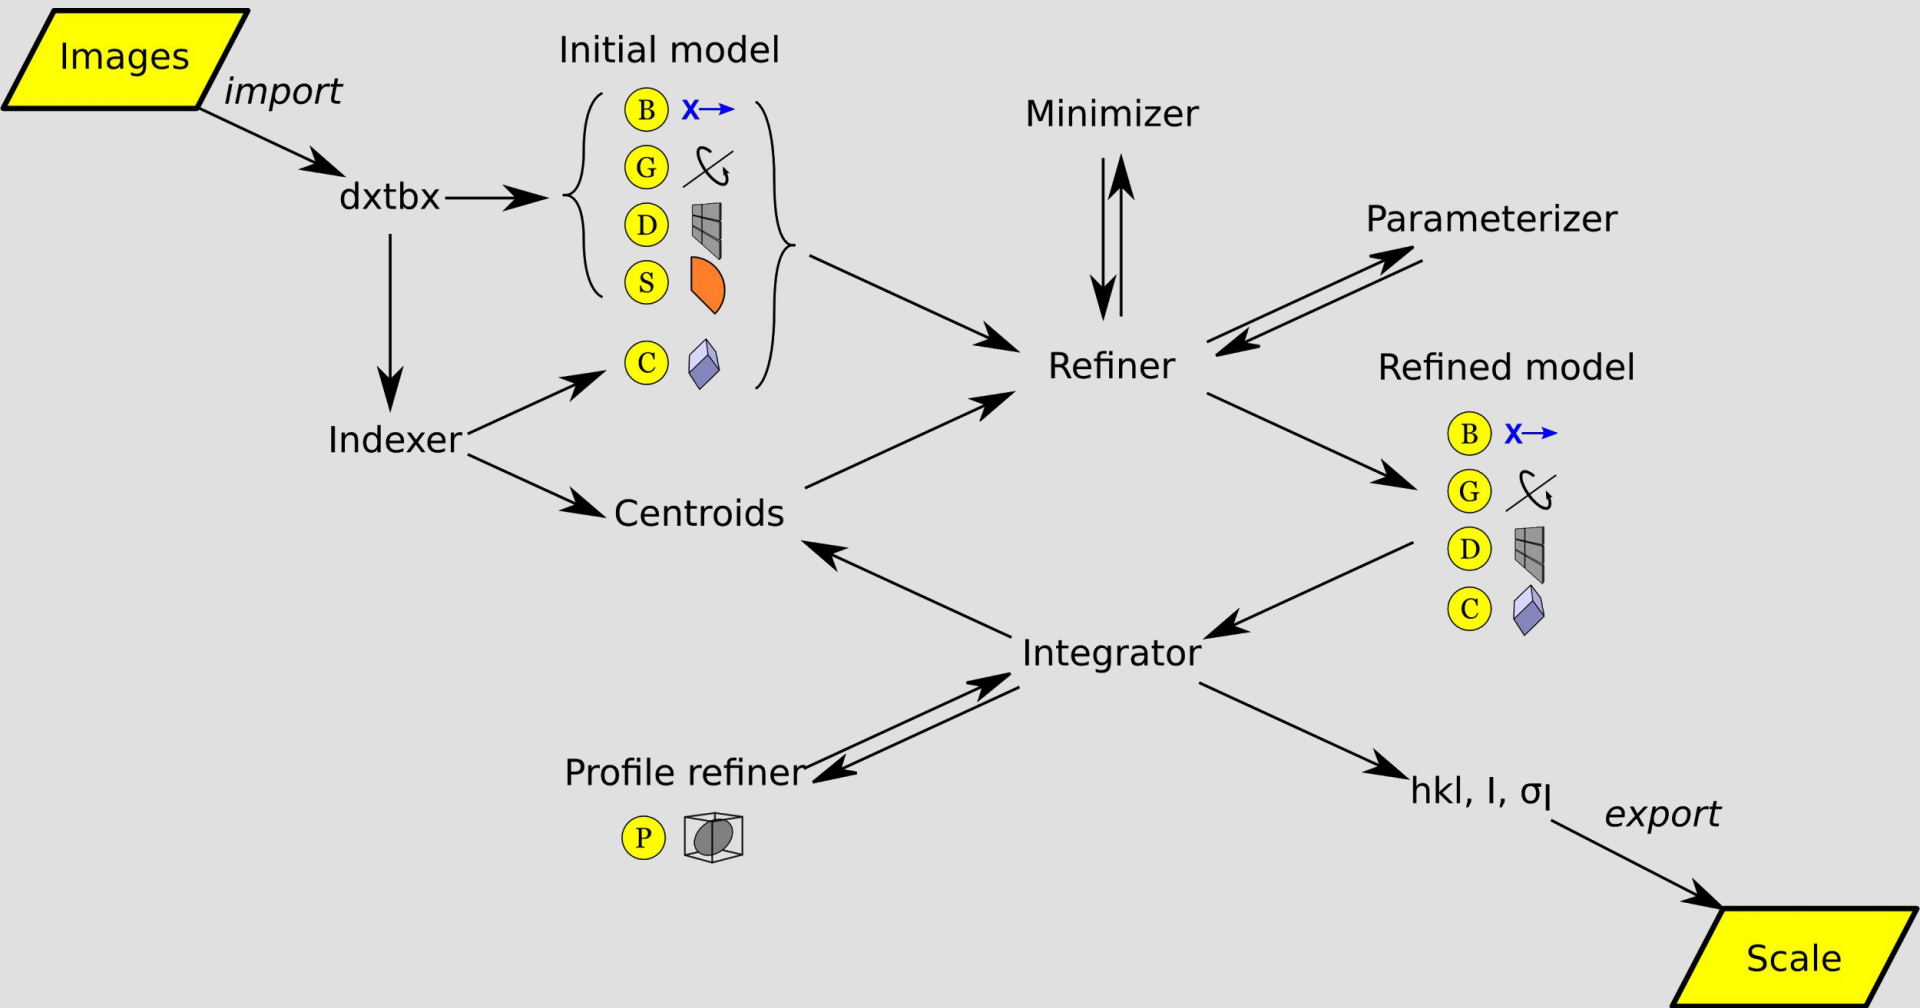 Images
import
dxtbx
Initial model
B X
G
D
S
C
Indexer
Centroids
Minimizer
Parameterizer
Refiner
Refined model
B X
G
D
C
Integrator
Profile refiner
P
hkl, I, σI
export
Scale